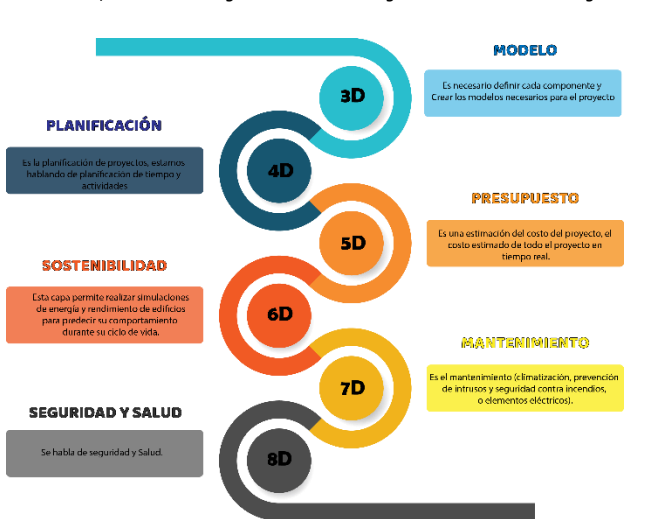 MODELO
Es necesario definir cada componente y
Crear los modelos necesarios para el proyecto
3D
PLANIFICACIÓN
Es la planificación de proyectos, estamos
hablando de planificación de tiempo y
actividades
4D
PRESUPUESTO
Es una estimación del costo del proyecto, el
costo estimado de todo el proyecto en
tiempo real.
5D
SOSTENIBILIDAD
Esta capa permite realizar simulaciones
de energía y rendimiento de edificios
para predecir su comportamiento
durante su ciclo de vida.
6D
MANTENIMIENTO
Es el mantenimiento (climatización, prevención
de intrusos y seguridad contra incendios,
o elementos eléctricos).
7D
SEGURIDAD Y SALUD
Se habla de seguridad y Salud.
8D